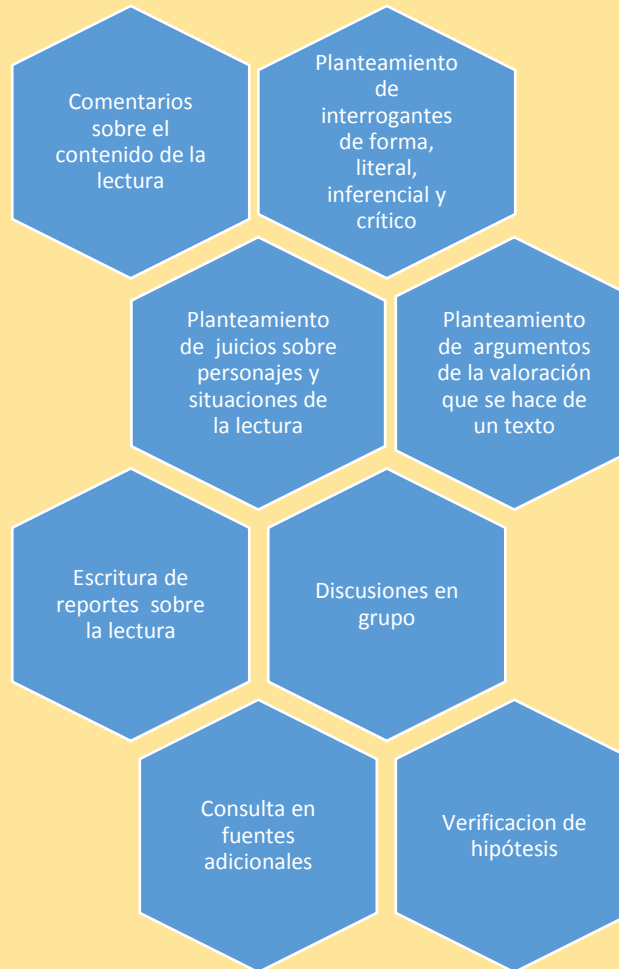 Comentarios
sobre el
contenido de la
lectura
Planteamiento
de
interrogantes
de forma,
literal,
inferencial y
crítico
Planteamiento
de juicios sobre
personajes y
situaciones de
la lectura
Planteamiento
de argumentos
de la valoración
que se hace de
un texto
Escritura de
reportes sobre
la lectura
Discusiones en
grupo
Consulta en
fuentes
adicionales
Verificacion de
hipótesis